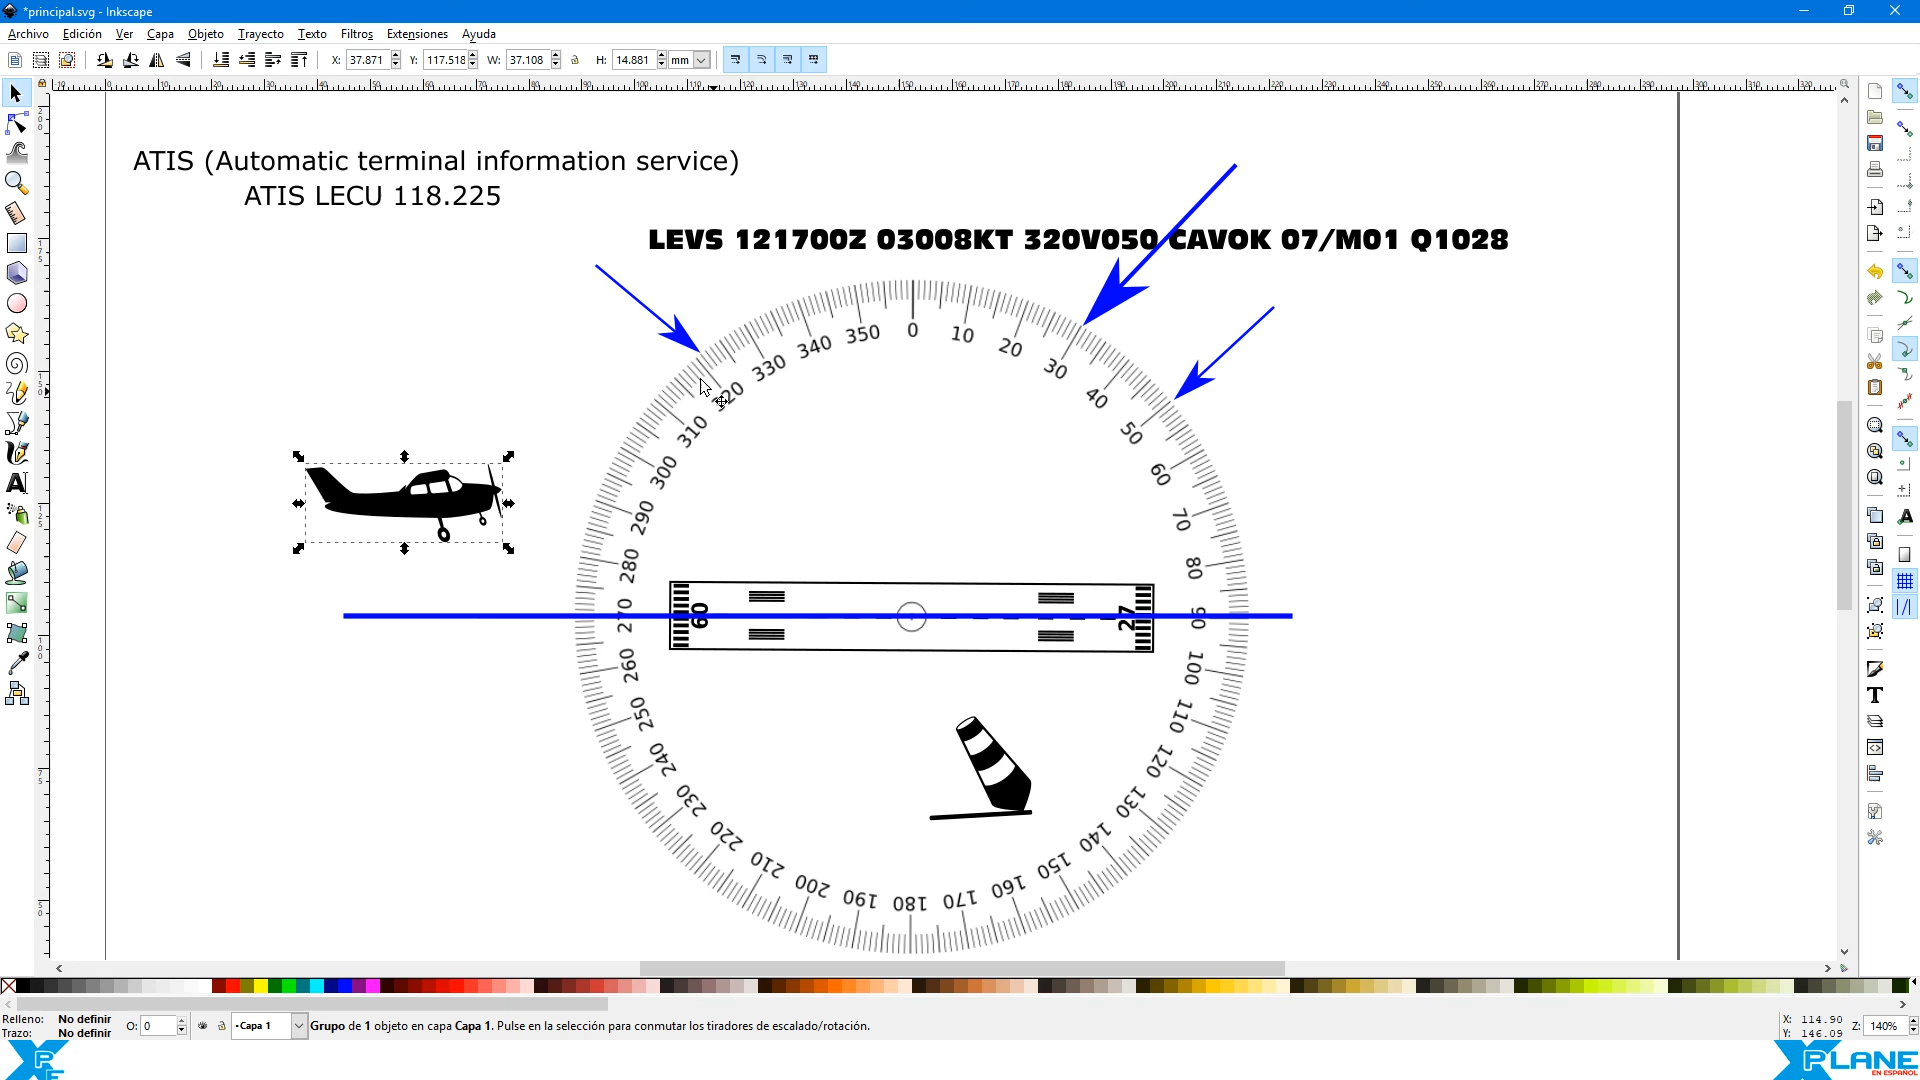 *principal.svg - Inkscape
Archivo Edición Ver Capa Objeto Trayecto Texto Filtros Extensiones Ayuda
X: 37.871 Y: 117.518 W: 37.108 H: 14.881 mm
ATIS (Automatic terminal information service)
ATIS LECU 118.225
LEVS 121700Z 03008KT 320V050 CAVOK 07/M01 Q1028
350 0 10
340 20
330 30
320 40
310 50
300 60
290 70
280 80
270 09 27 90
260 100
250 110
240 120
230 130
220 140
210 150
200 160
190 180 170
Relleno: No definir
Trazo: No definir
O: 0
•Capa 1
Grupo de 1 objeto en capa Capa 1. Pulse en la selección para conmutar los tiradores de escalado/rotación.
X: 114.90
Y: 146.09
Z: 140%
XPLANE
EN ESPAÑOL